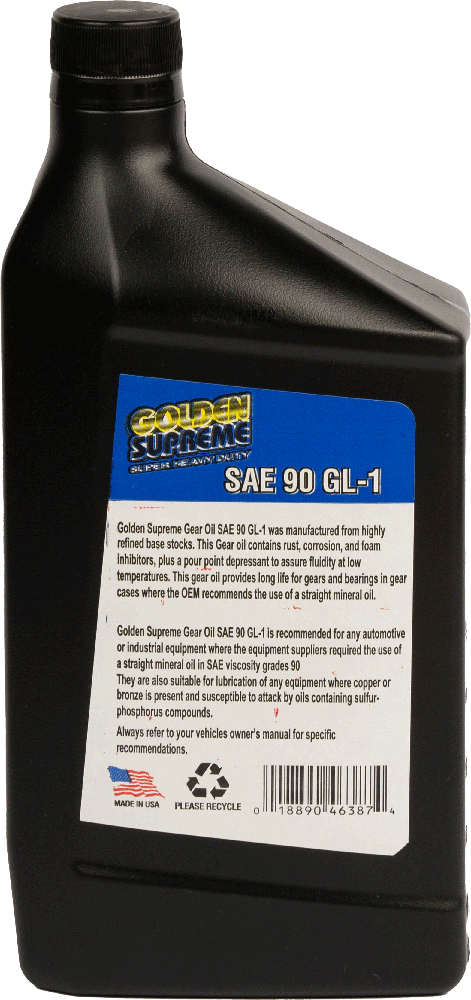 GOLDEN
SUPREME
SUPER HEAVY DUTY
SAE 90 GL-1
Golden Supreme Gear Oil SAE 90 GL-1 was manufactured from highly
refined base stocks. This Gear oil contains rust, corrosion, and foam
Inhibitors, plus a pour point depressant to assure fluidity at low
temperatures. This gear oil provides long life for gears and bearings in gear
cases where the OEM recommends the use of a straight mineral oil.
Golden Supreme Gear Oil SAE 90 GL-1 is recommended for any automotive
or industrial equipment where the equipment suppliers required the use of
a straight mineral oil in SAE viscosity grades 90
They are also suitable for lubrication of any equipment where copper or
bronze is present and susceptible to attack by oils containing sulfur-
phosphorus compounds.
Always refer to your vehicles owner's manual for specific
recommendations.
MADE IN USA
PLEASE RECYCLE
0 18890 46387 4